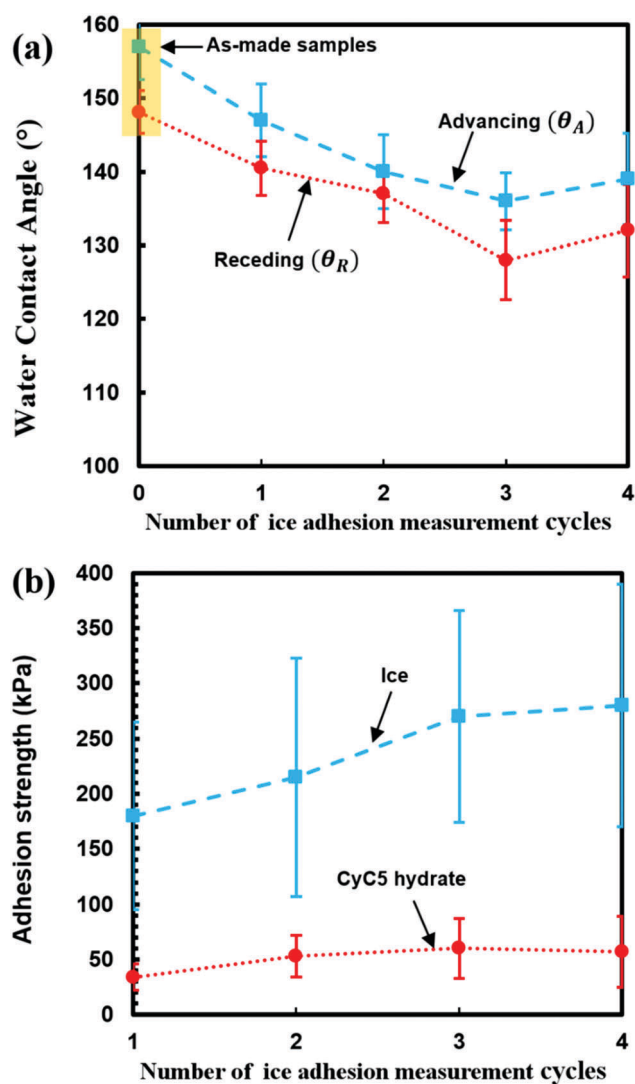 (a)
160
150
140
130
120
110
100
Water Contact Angle (°)
As-made samples
Advancing (θ_A)
Receding (θ_R)
0 1 2 3 4
Number of ice adhesion measurement cycles
(b)
400
350
300
250
200
150
100
50
0
Adhesion strength (kPa)
Ice
CyC5 hydrate
1 2 3 4
Number of ice adhesion measurement cycles